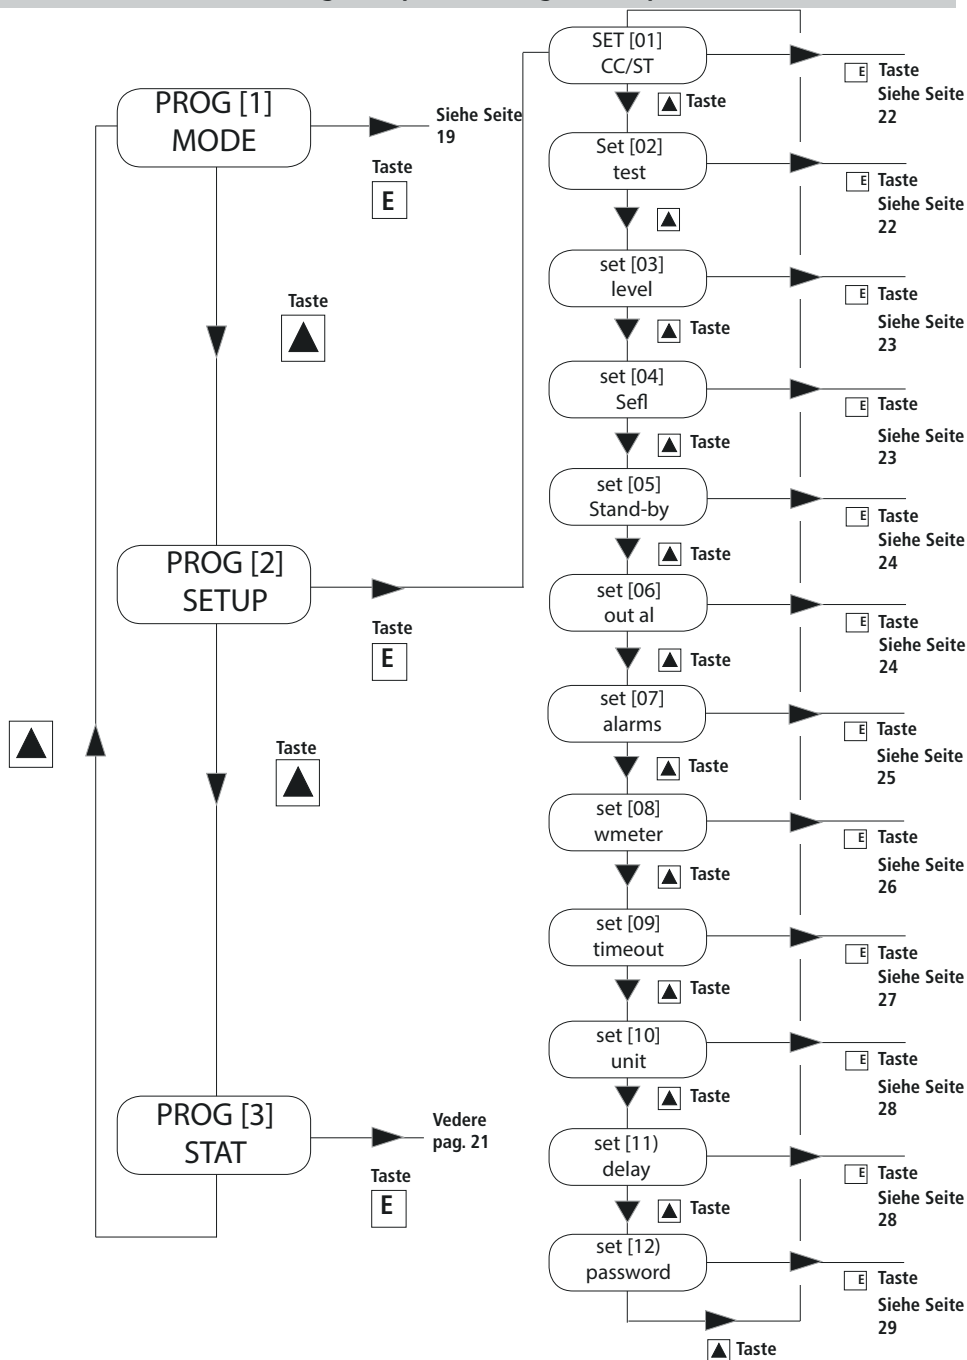 PROG [1]
MODE
Siehe Seite
19
Taste
E
Taste
PROG [2]
SETUP
Taste
E
Taste
PROG [3]
STAT
Vedere
pag. 21
Taste
E
SET [01]
CC/ST
E Taste
Siehe Seite
22
Taste
Set [02]
test
E Taste
Siehe Seite
22
set [03]
level
E Taste
Siehe Seite
23
Taste
set [04]
Sefl
E Taste
Siehe Seite
23
Taste
set [05]
Stand-by
E Taste
Siehe Seite
24
Taste
set [06]
out al
E Taste
Siehe Seite
24
Taste
set [07]
alarms
E Taste
Siehe Seite
25
Taste
set [08]
wmeter
E Taste
Siehe Seite
26
Taste
set [09]
timeout
E Taste
Siehe Seite
27
Taste
set [10]
unit
E Taste
Siehe Seite
28
Taste
set [11)
delay
E Taste
Siehe Seite
28
Taste
set [12)
password
E Taste
Siehe Seite
29
Taste